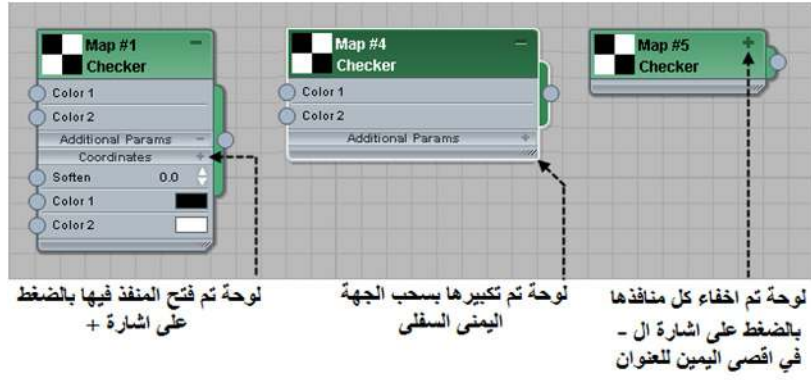 Map #1
Checker
Color 1
Color 2
Additional Params
Coordinates
Soften 0.0
Color 1
Color 2
Map #4
Checker
Color 1
Color 2
Additional Params
Map #5
Checker
لوحة تم فتح المنفذ فيها بالضغط
على اشارة +
لوحة تم تكبيرها بسحب الجهة
اليمنى السفلى
لوحة تم اخفاء كل منافذها
بالضغط على اشارة ال -
في اقصى اليمين للعنوان